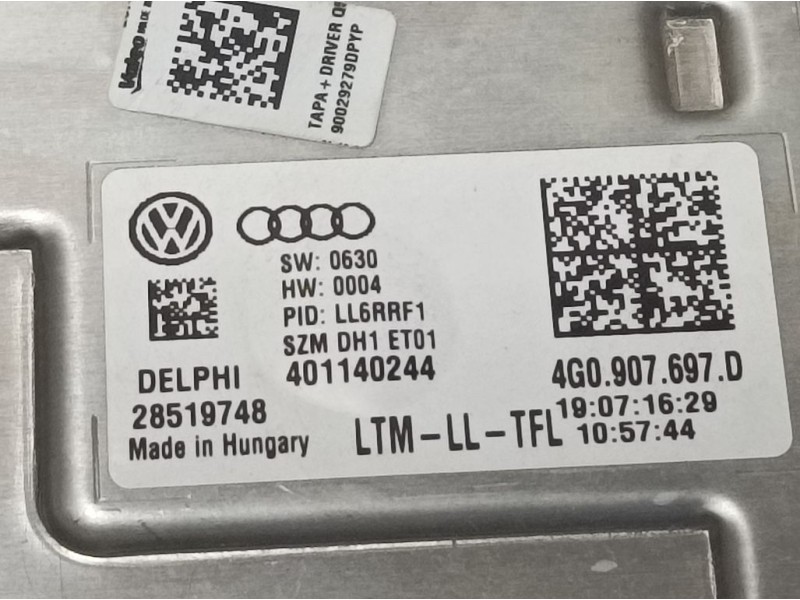 Valeo
TAPA + DRIVER
90029279DPYP
SW: 0630
HW: 0004
PID: LL6RRF1
SZM DH1 ET01
401140244
DELPHI
28519748
Made in Hungary
LTM-LL-TFL
4G0.907.697.D
19:07:16:29
10:57:44